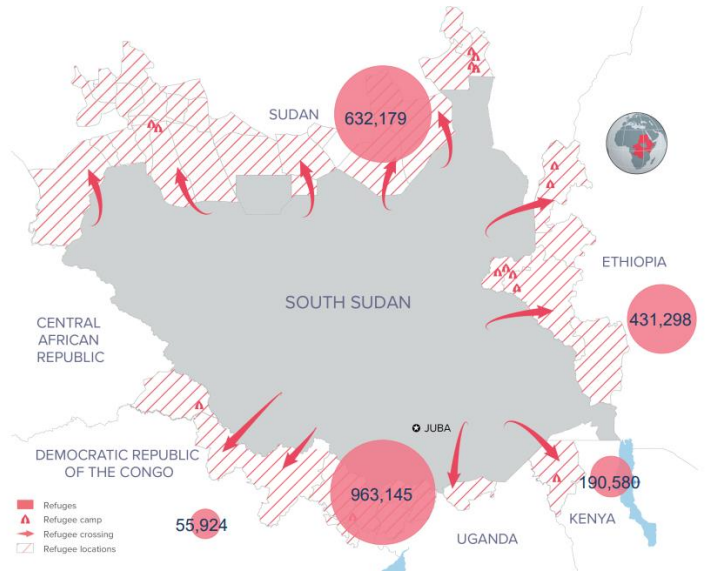 SUDAN
632,179
ETHIOPIA
431,298
SOUTH SUDAN
CENTRAL
AFRICAN
REPUBLIC
JUBA
DEMOCRATIC REPUBLIC
OF THE CONGO
963,145
190,580
KENYA
UGANDA
55,924
Refuges
Refugee camp
Refugee crossing
Refugee locations